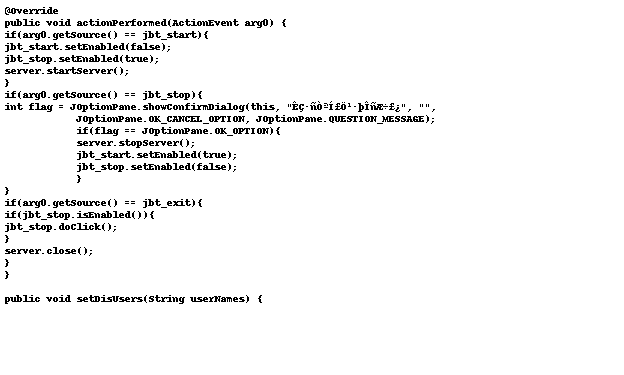 @Override
public void actionPerformed(ActionEvent arg0) {
if(arg0.getSource() == jbt_start){
jbt_start.setEnabled(false);
jbt_stop.setEnabled(true);
server.startServer();
}
if(arg0.getSource() == jbt_stop){
int flag = JOptionPane.showConfirmDialog(this, "ÊÇ·ñÒªÍ£Ö¹·þÎñÆ÷£¿", "",
JOptionPane.OK_CANCEL_OPTION, JOptionPane.QUESTION_MESSAGE);
if(flag == JOptionPane.OK_OPTION){
server.stopServer();
jbt_start.setEnabled(true);
jbt_stop.setEnabled(false);
}
}
if(arg0.getSource() == jbt_exit){
if(jbt_stop.isEnabled()){
jbt_stop.doClick();
}
server.close();
}
}
public void setDisUsers(String userNames) {